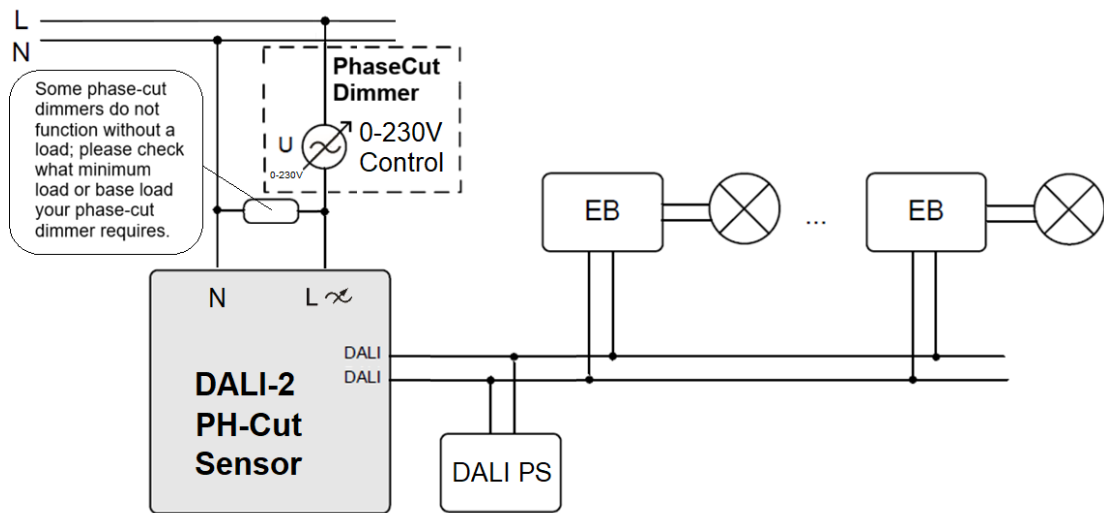 L
N
Some phase-cut
dimmers do not
function without a
load; please check
what minimum
load or base load
your phase-cut
dimmer requires.
PhaseCut
Dimmer
U
0-230V
0-230V
Control
EB
...
EB
N
L
DALI
DALI
DALI-2
PH-Cut
Sensor
DALI PS